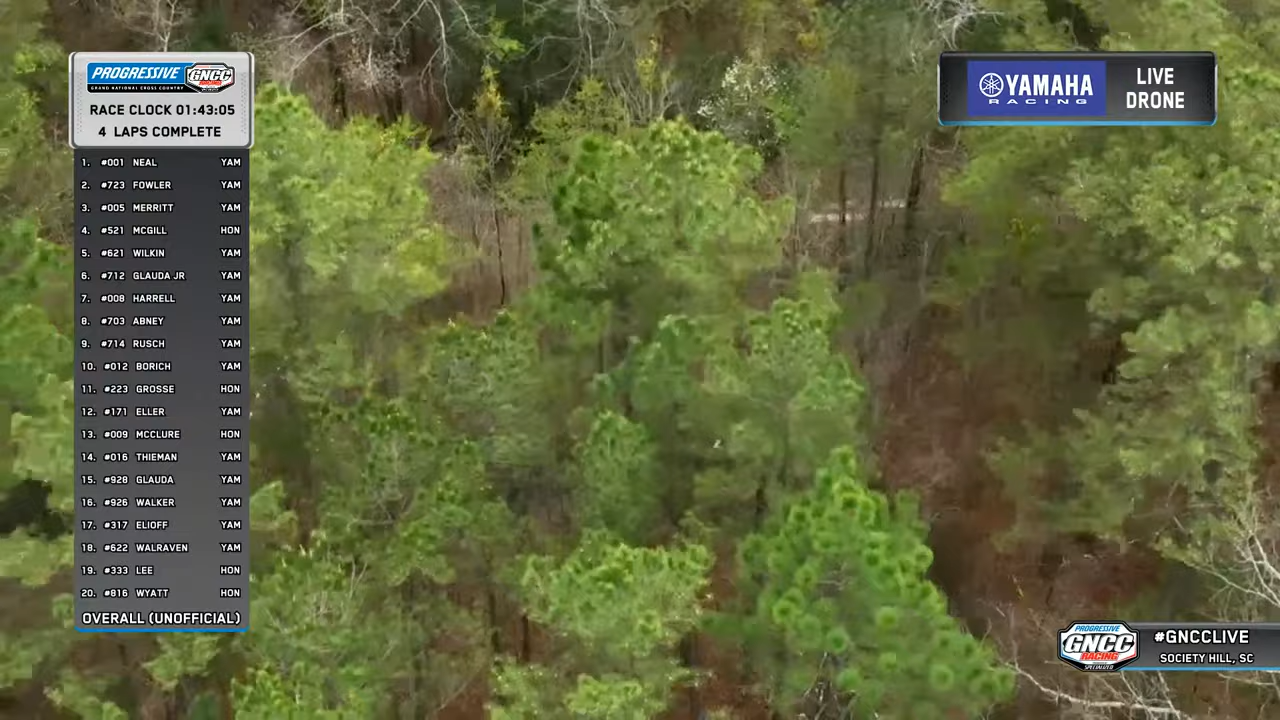 PROGRESSIVE GNCC RACING
GRAND NATIONAL CROSS COUNTRY
RACE CLOCK 01:43:05
4 LAPS COMPLETE
1. #001 NEAL YAM
2. #723 FOWLER YAM
3. #005 MERRITT YAM
4. #521 MCGILL HON
5. #621 WILKIN YAM
6. #712 GLAUDA JR YAM
7. #008 HARRELL YAM
8. #703 ABNEY YAM
9. #714 RUSCH YAM
10. #012 BORICH YAM
11. #223 GROSSE HON
12. #171 ELLER YAM
13. #009 MCCLURE HON
14. #016 THIEMAN YAM
15. #928 GLAUDA YAM
16. #926 WALKER YAM
17. #317 ELIOFF YAM
18. #622 WALRAVEN YAM
19. #333 LEE HON
20. #816 WYATT HON
OVERALL (UNOFFICIAL)
YAMAHA
RACING
LIVE
DRONE
PROGRESSIVE
GNCC
RACING
SPECIALIZED
#GNCCLIVE
SOCIETY HILL, SC